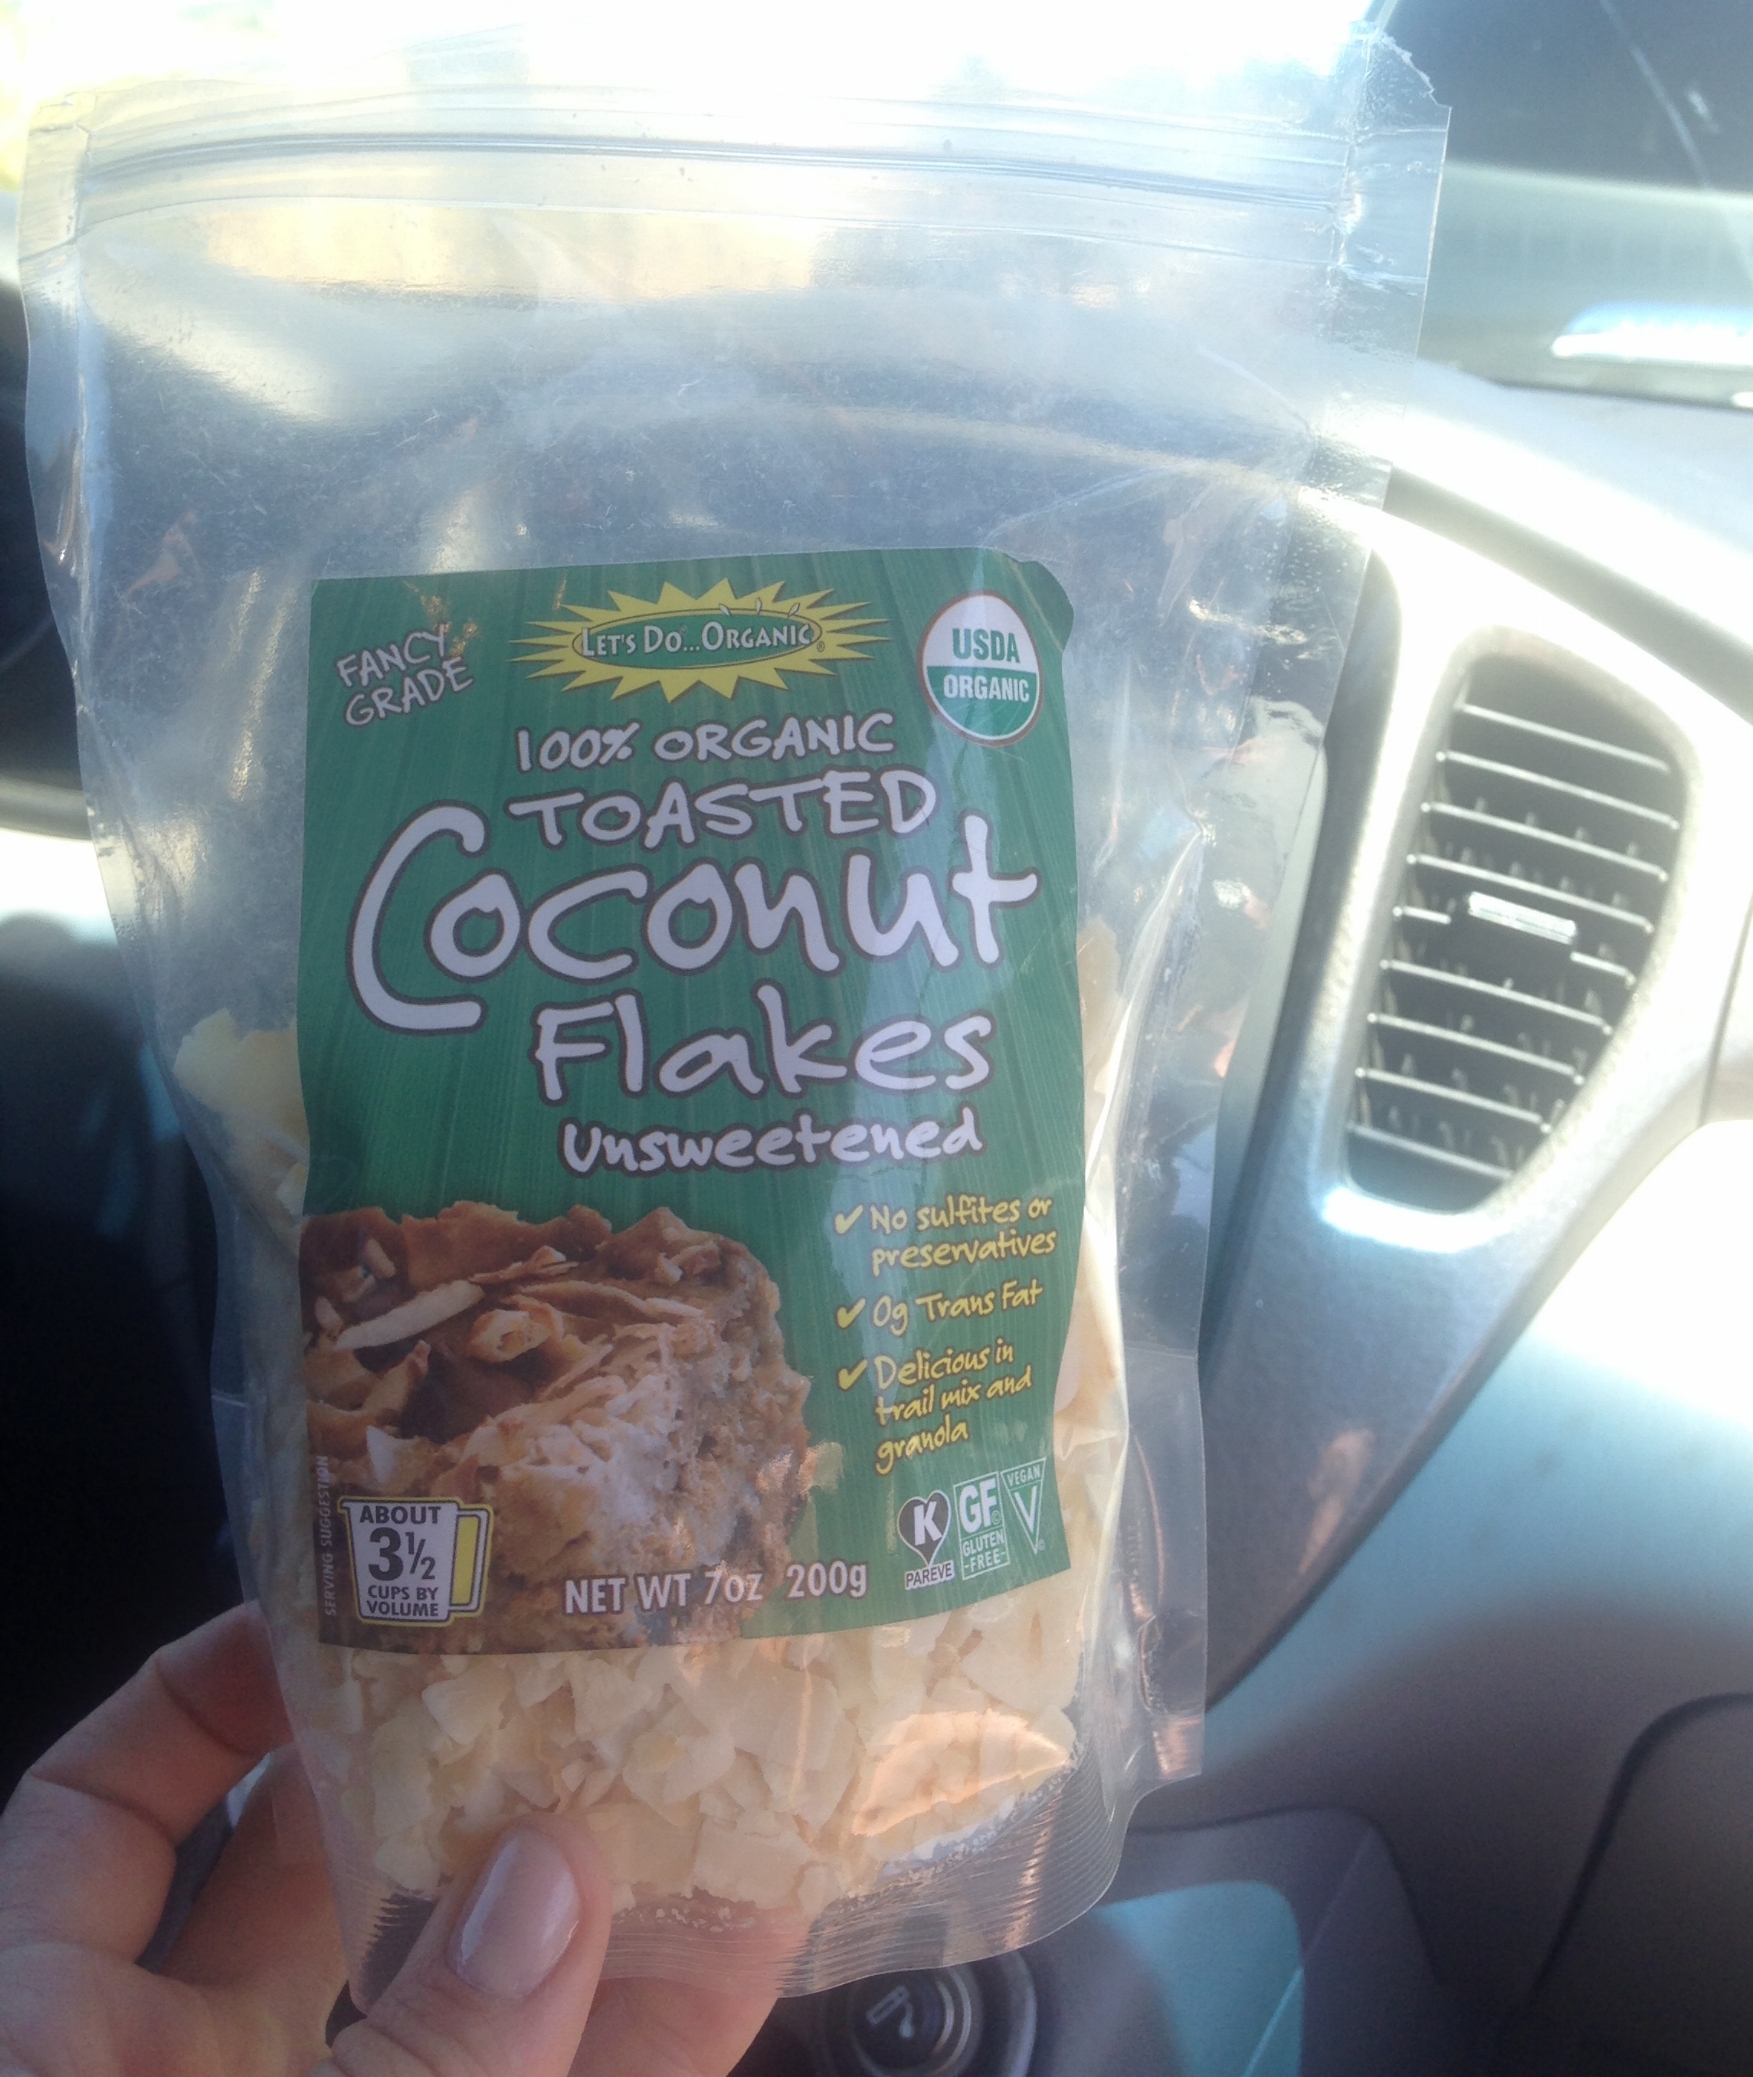 FANCY
GRADE
LET'S DO...ORGANIC®
USDA
ORGANIC
100% ORGANIC
TOASTED
Coconut
Flakes
Unsweetened
✓ No sulfites or
preservatives
✓ 0g Trans Fat
✓ Delicious in
trail mix and
granola
SERVING SUGGESTION
ABOUT
3½
CUPS BY
VOLUME
NET WT 7oz 200g
K
PAREVE
GF
GLUTEN
-FREE-
VEGAN
V